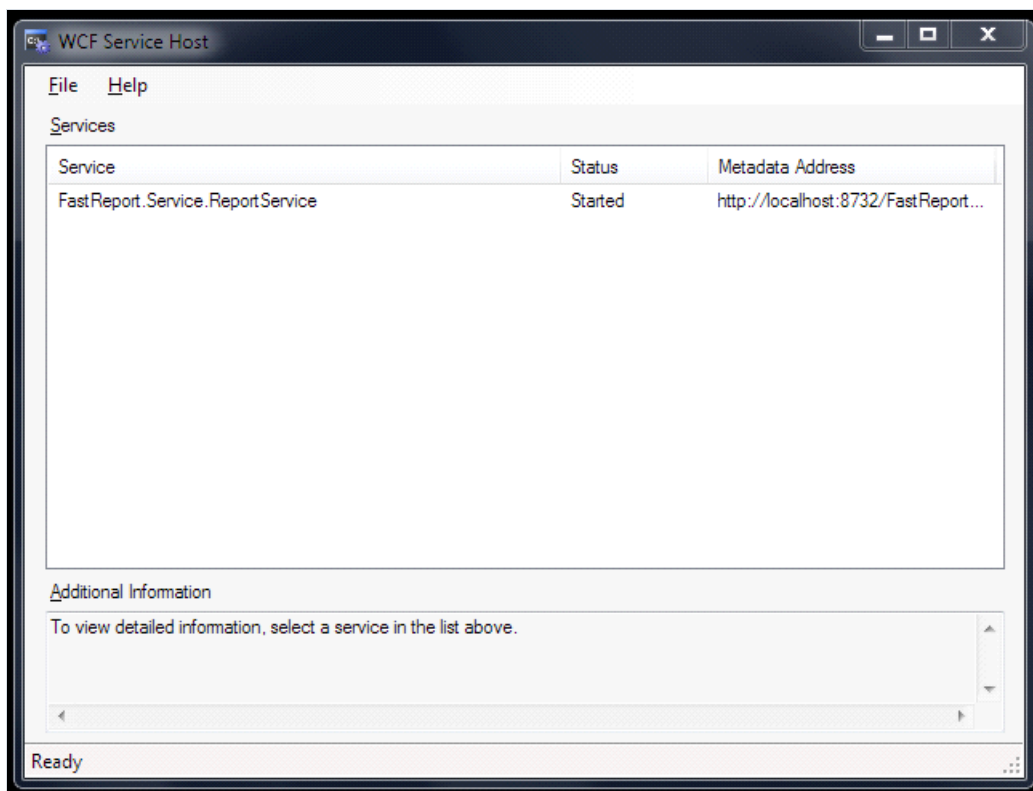 WCF Service Host
File Help
Services
Service Status Metadata Address
FastReport.Service.ReportService Started http://localhost:8732/FastReport...
Additional Information
To view detailed information, select a service in the list above.
Ready